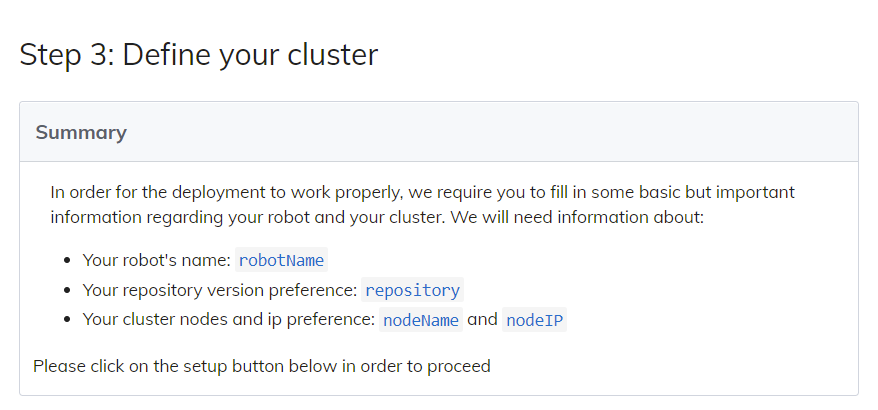 Step 3: Define your cluster
Summary
In order for the deployment to work properly, we require you to fill in some basic but important
information regarding your robot and your cluster. We will need information about:
• Your robot's name: robotName
• Your repository version preference: repository
• Your cluster nodes and ip preference: nodeName and nodeIP
Please click on the setup button below in order to proceed